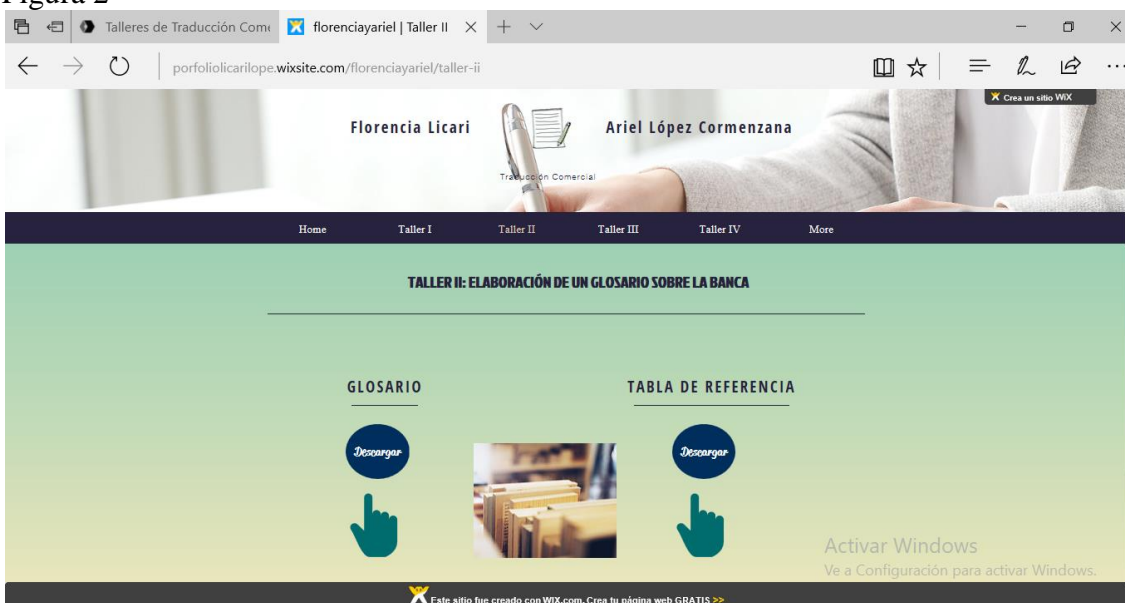 Figura 2
Talleres de Traducción Come
florenciayariel | Taller II
porfoliolicarilope.wixsite.com/florenciayariel/taller-ii
Crea un sitio WiX
Florencia Licari
Ariel López Cormenzana
Traducción Comercial
Home Taller I Taller II Taller III Taller IV More
TALLER II: ELABORACIÓN DE UN GLOSARIO SOBRE LA BANCA
GLOSARIO
TABLA DE REFERENCIA
Descargar
Descargar
Activar Windows
Ve a Configuración para activar Windows.
Este sitio fue creado con WIX.com. Crea tu página web GRATIS >>